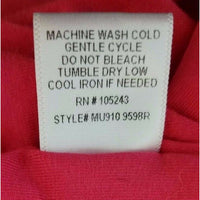 MACHINE WASH COLD
GENTLE CYCLE
DO NOT BLEACH
TUMBLE DRY LOW
COOL IRON IF NEEDED
RN # 105243
STYLE# MU910 9598R